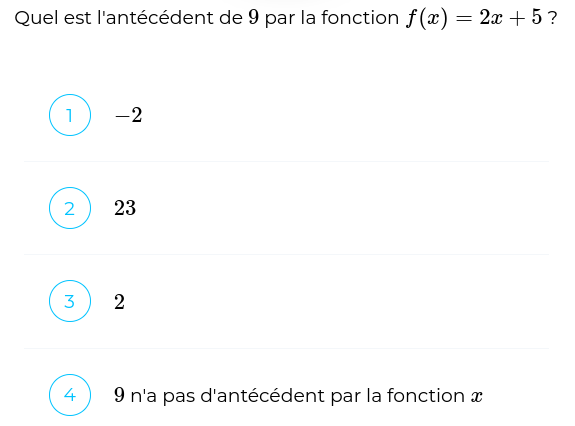 Quel est l'antécédent de 9 par la fonction f(x) = 2x + 5 ?
1 −2
2 23
3 2
4 9 n'a pas d'antécédent par la fonction x